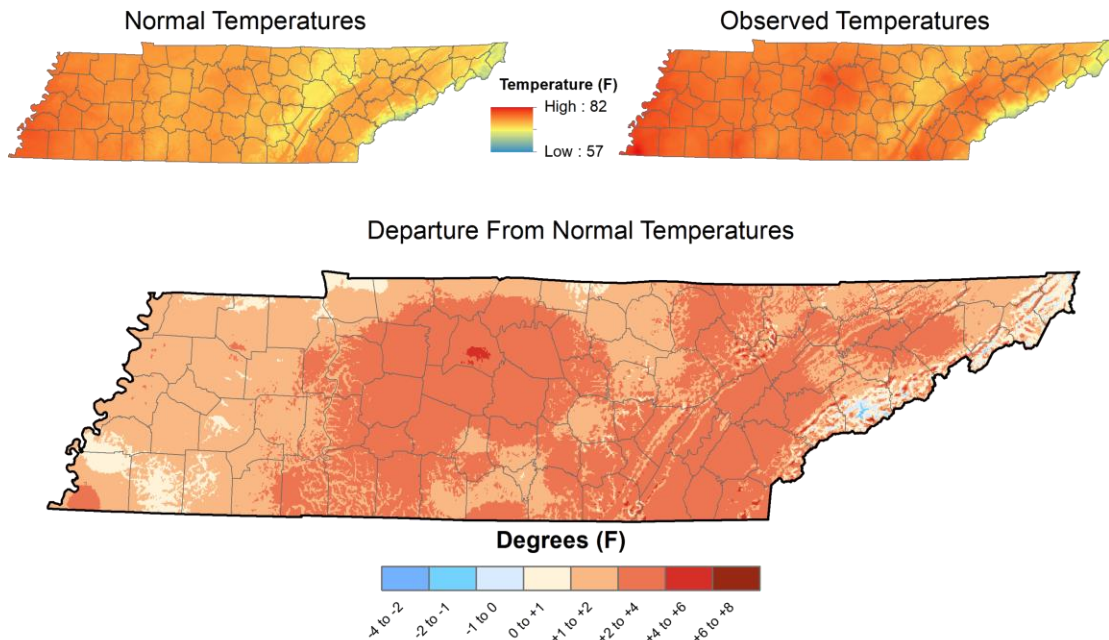 Normal Temperatures
Observed Temperatures
Temperature (F)
High : 82
Low : 57
Departure From Normal Temperatures
Degrees (F)
-4 to -2
-2 to -1
-1 to 0
0 to +1
+1 to +2
+2 to +4
+4 to +6
+6 to +8